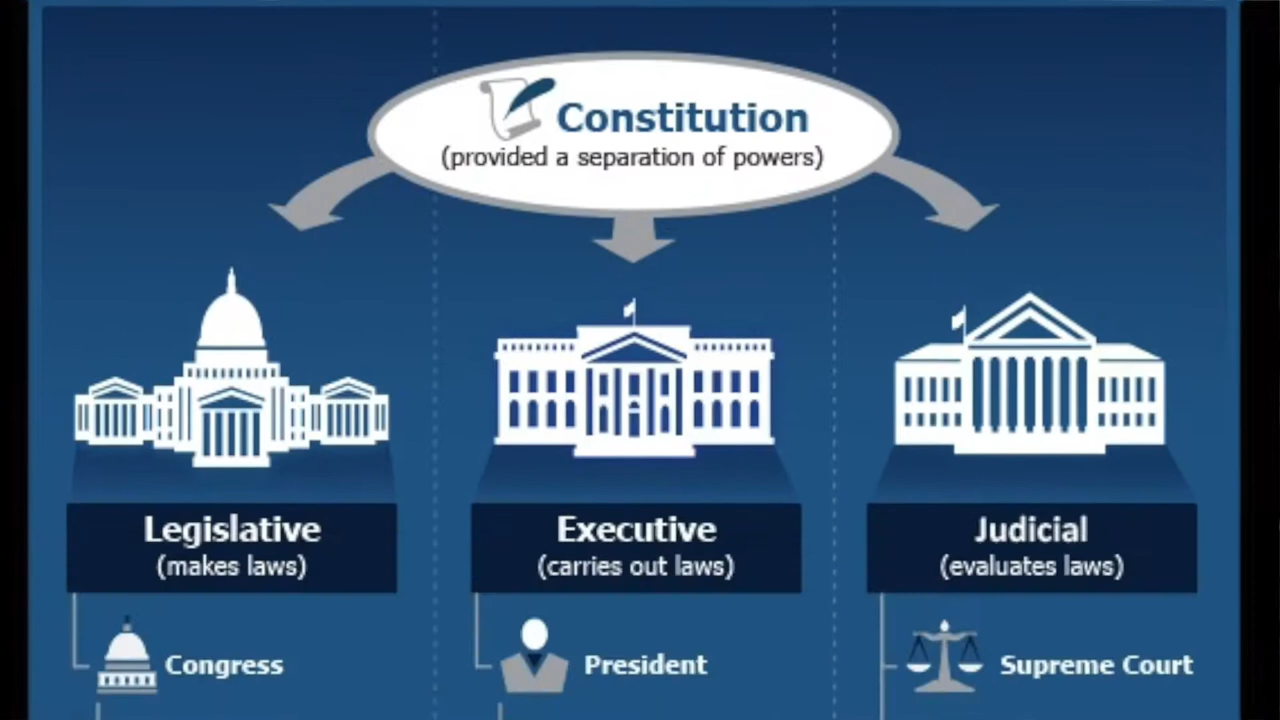 Constitution
(provided a separation of powers)
Legislative
(makes laws)
Executive
(carries out laws)
Judicial
(evaluates laws)
Congress
President
Supreme Court